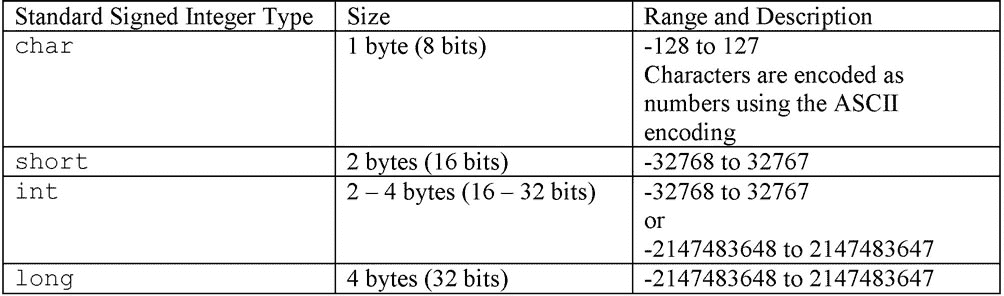 Standard Signed Integer Type Size Range and Description
char 1 byte (8 bits) -128 to 127
Characters are encoded as
numbers using the ASCII
encoding
short 2 bytes (16 bits) -32768 to 32767
int 2 – 4 bytes (16 – 32 bits) -32768 to 32767
or
-2147483648 to 2147483647
long 4 bytes (32 bits) -2147483648 to 2147483647